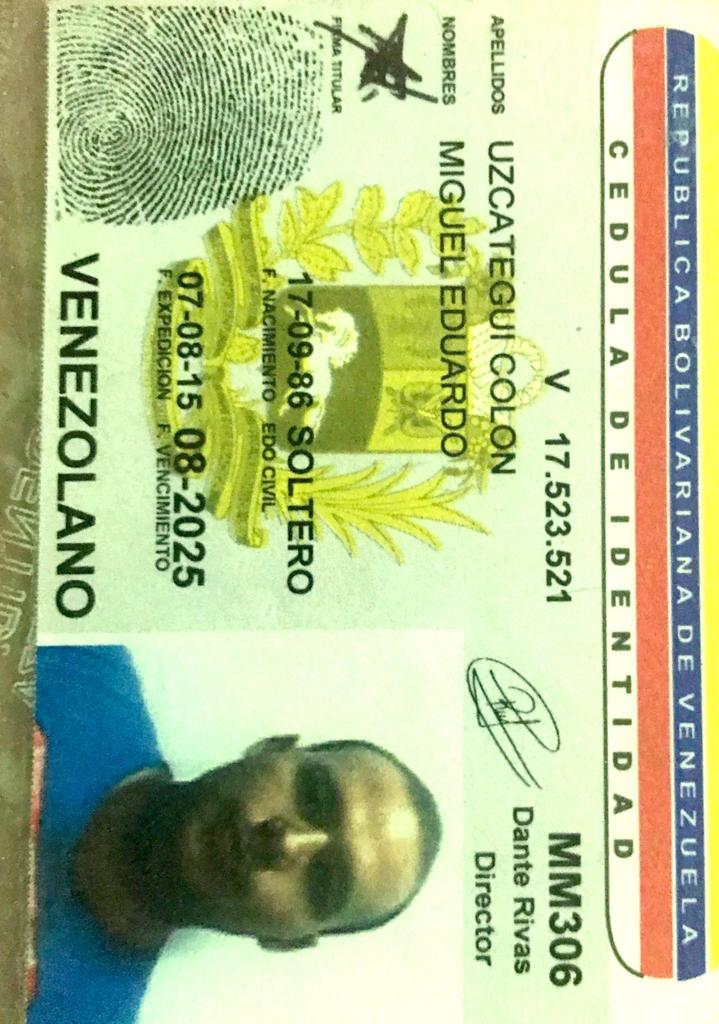 REPUBLICA BOLIVARIANA DE VENEZUELA
CEDULA DE IDENTIDAD
V 17.523.521
MM306
Dante Rivas
Director
APELLIDOS UZCATEGUI COLON
NOMBRES MIGUEL EDUARDO
FIRMA TITULAR
17-09-86 SOLTERO
F. NACIMIENTO EDO CIVIL
07-08-15 08-2025
F. EXPEDICION F. VENCIMIENTO
VENEZOLANO